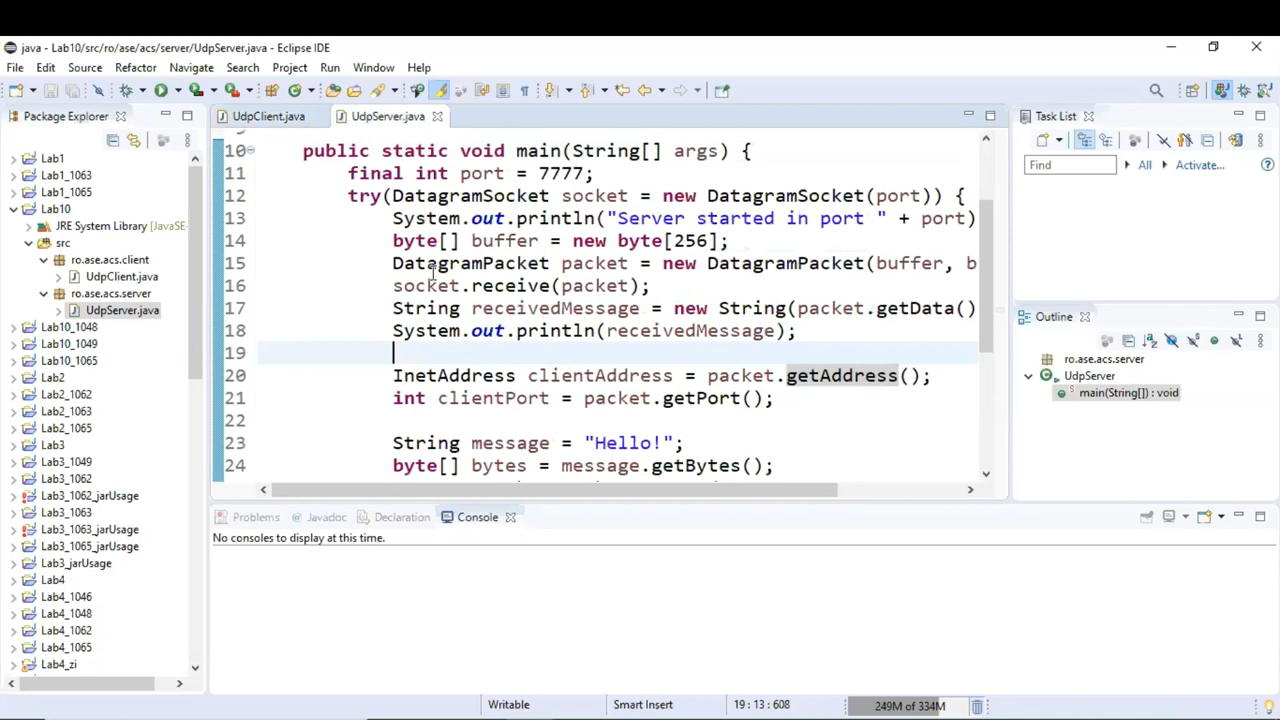 java - Lab10/src/ro/ase/acs/server/UdpServer.java - Eclipse IDE
File Edit Source Refactor Navigate Search Project Run Window Help
Package Explorer
Lab1
Lab1_1063
Lab1_1065
Lab10
JRE System Library [JavaSE-
src
ro.ase.acs.client
UdpClient.java
ro.ase.acs.server
UdpServer.java
Lab10_1048
Lab10_1049
Lab10_1065
Lab2
Lab2_1062
Lab2_1063
Lab2_1065
Lab3
Lab3_1049
Lab3_1062
Lab3_1062_jarUsage
Lab3_1063
Lab3_1063_jarUsage
Lab3_1065_jarUsage
Lab3_jarUsage
Lab4
Lab4_1046
Lab4_1048
Lab4_1062
Lab4_1065
Lab4_zi
UdpClient.java UdpServer.java
10 public static void main(String[] args) {
11 final int port = 7777;
12 try(DatagramSocket socket = new DatagramSocket(port)) {
13 System.out.println("Server started in port " + port)
14 byte[] buffer = new byte[256];
15 DatagramPacket packet = new DatagramPacket(buffer, b
16 socket.receive(packet);
17 String receivedMessage = new String(packet.getData()
18 System.out.println(receivedMessage);
19
20 InetAddress clientAddress = packet.getAddress();
21 int clientPort = packet.getPort();
22
23 String message = "Hello!";
24 byte[] bytes = message.getBytes();
Problems Javadoc Declaration Console
No consoles to display at this time.
Task List
Find All Activate...
Outline
ro.ase.acs.server
UdpServer
main(String[]) : void
Writable Smart Insert 19 : 13 : 608 249M of 334M